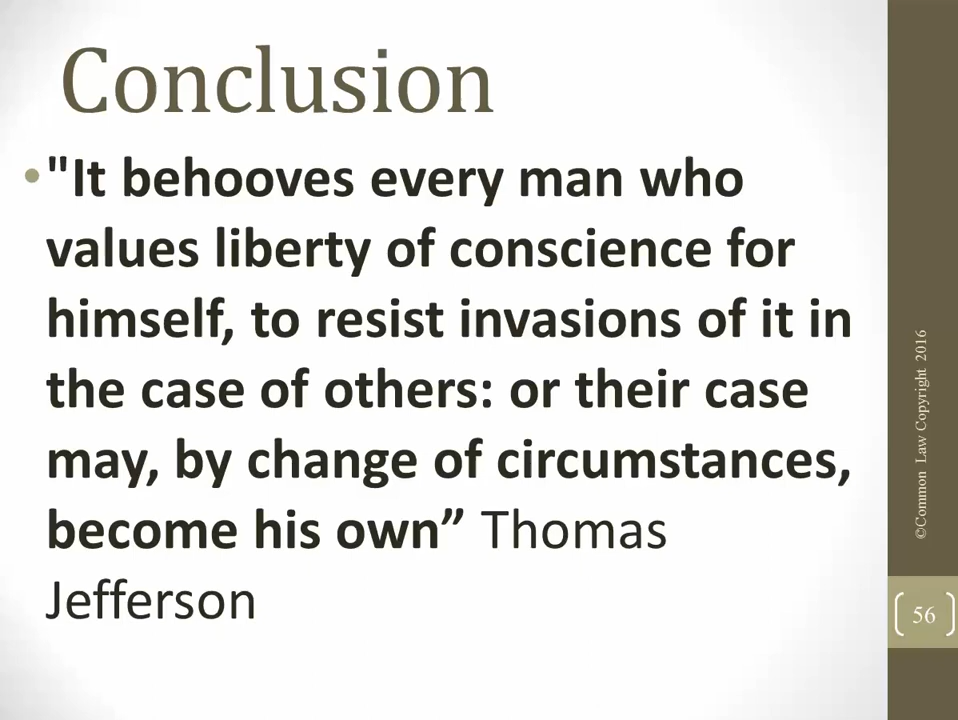 Conclusion
•"It behooves every man who
values liberty of conscience for
himself, to resist invasions of it in
the case of others: or their case
may, by change of circumstances,
become his own” Thomas
Jefferson
©Common Law Copyright 2016
56